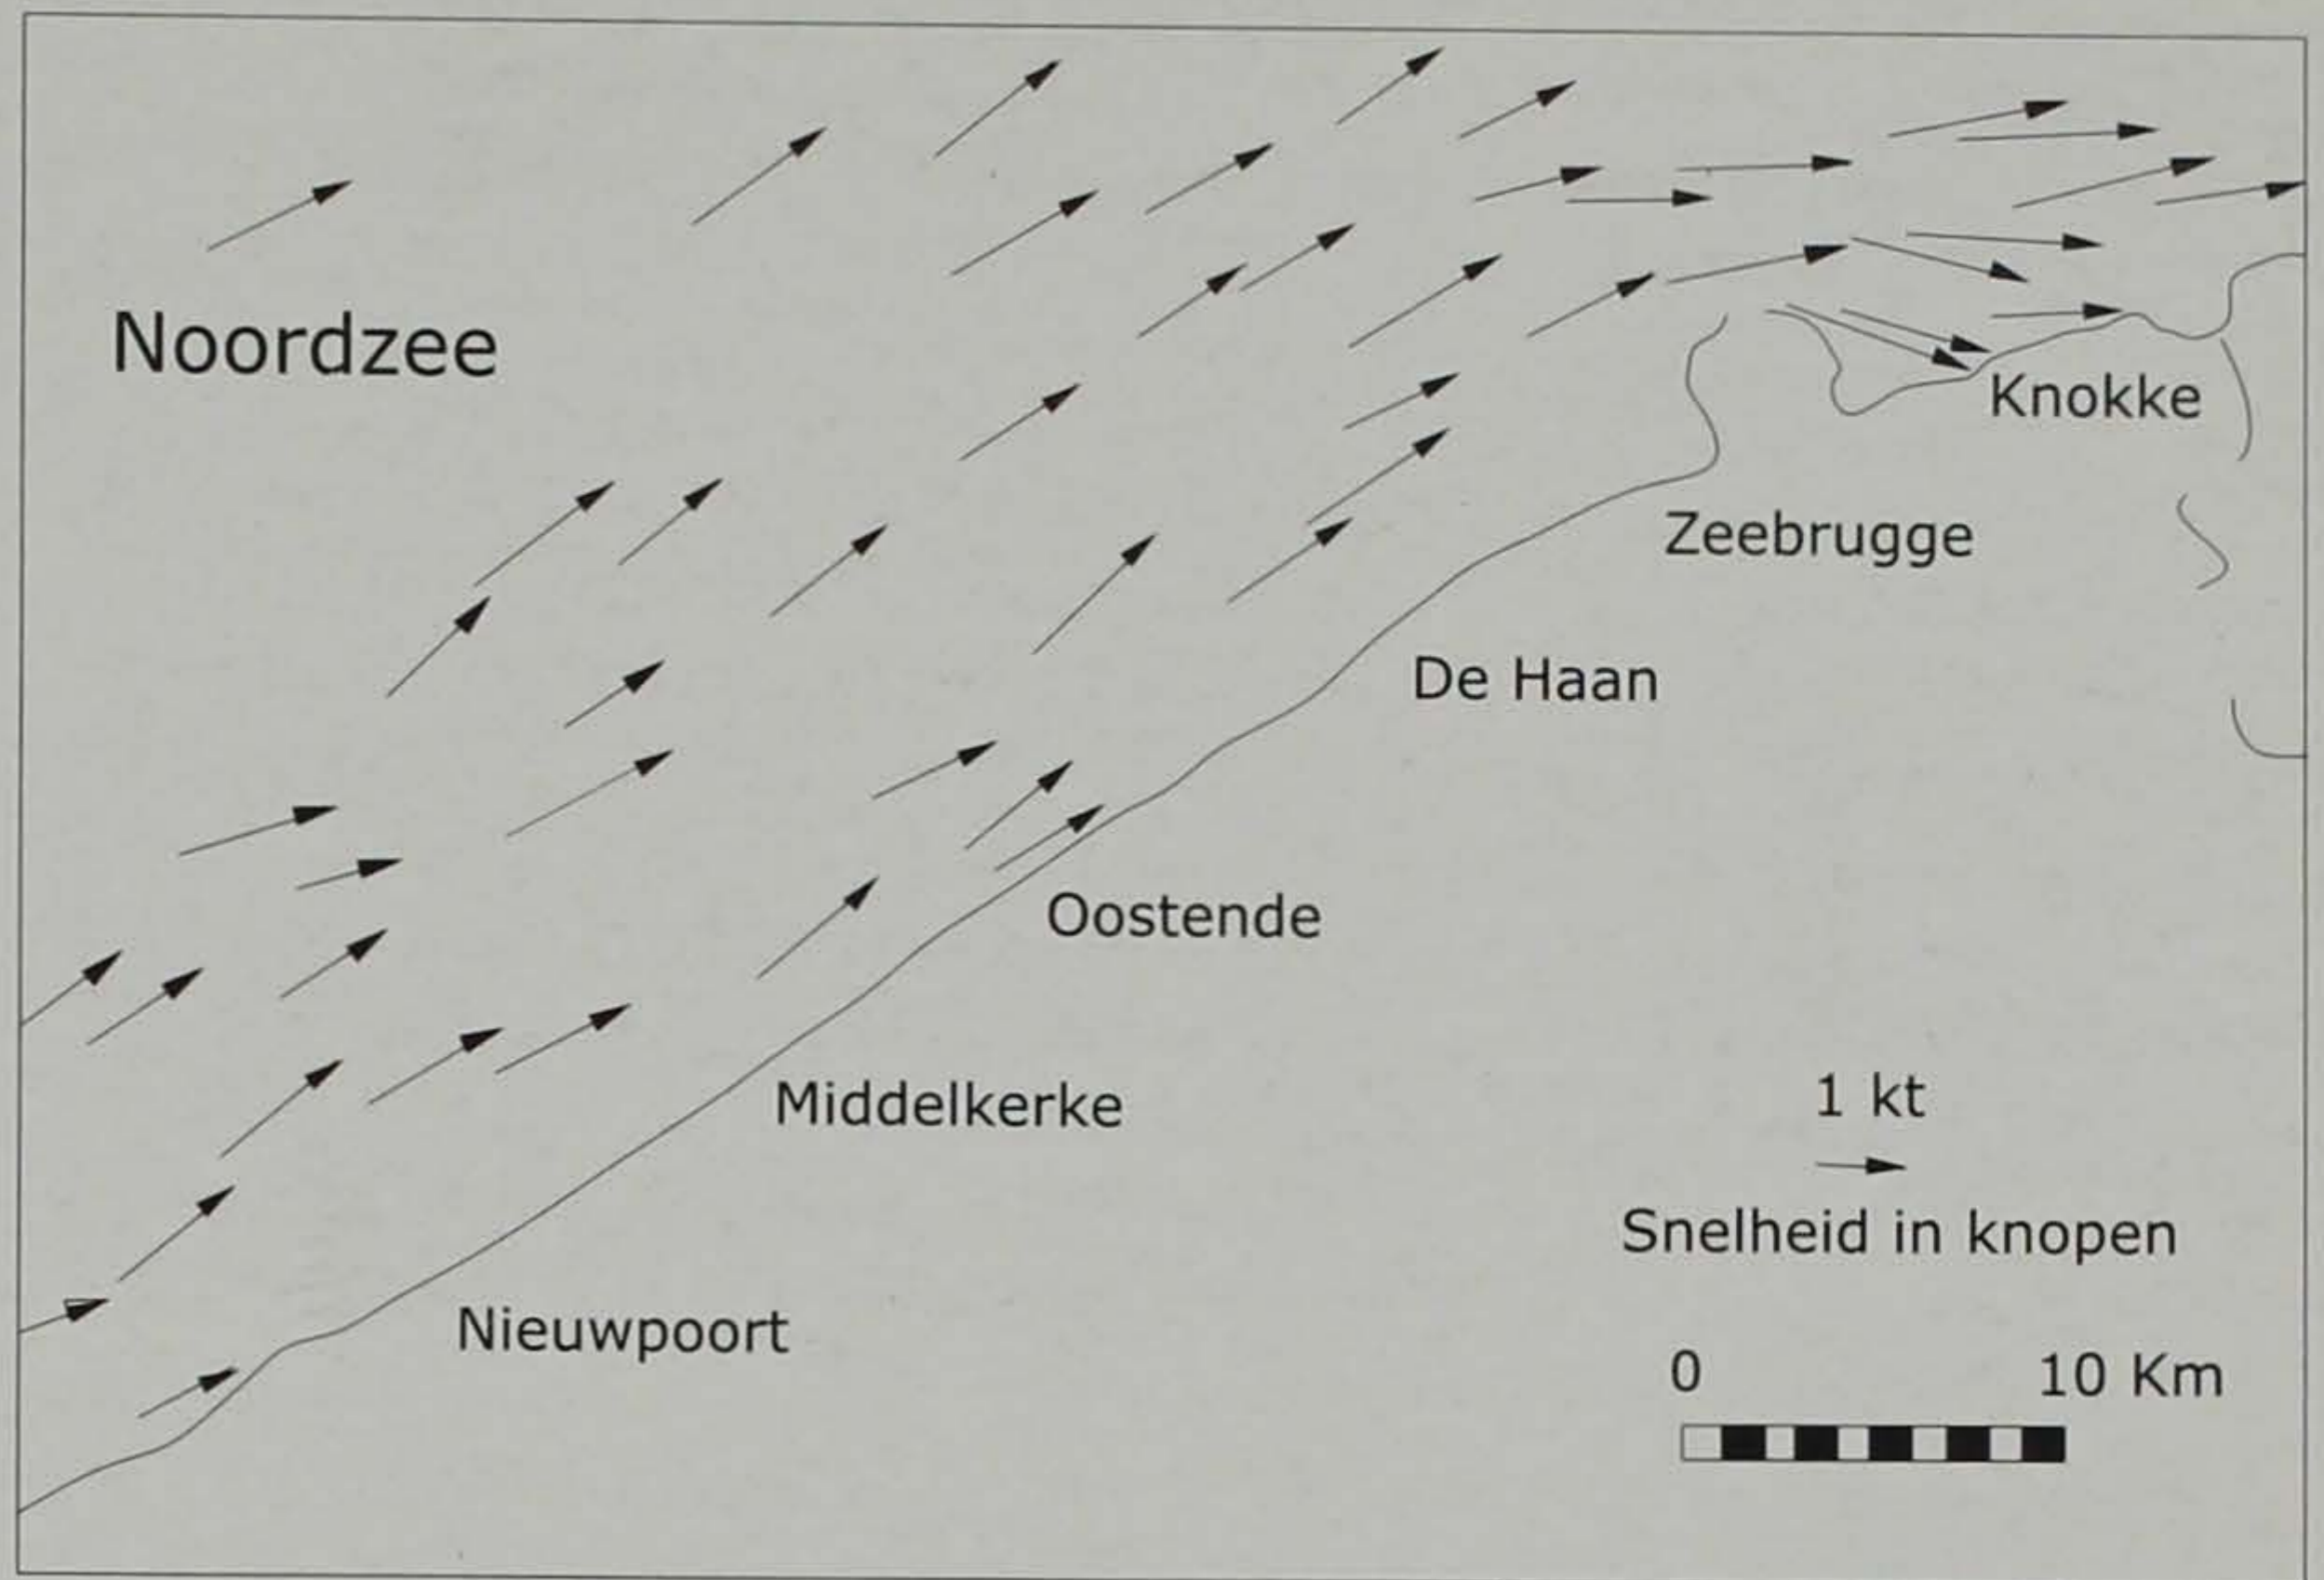 Noordzee
Knokke
Zeebrugge
De Haan
Oostende
Middelkerke
Nieuwpoort
1 kt
Snelheid in knopen
0 10 Km